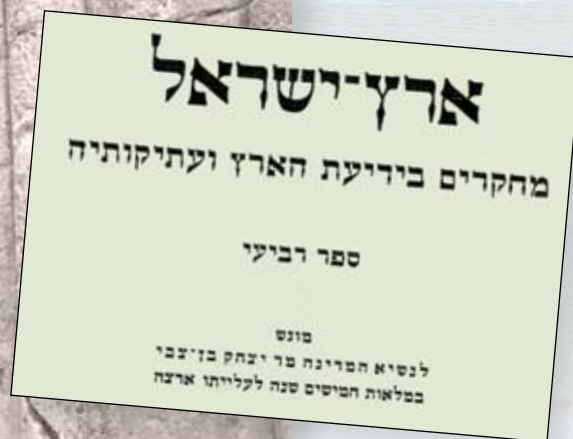 ארץ־ישראל
מחקרים בידיעת הארץ ועתיקותיה
ספר רביעי
מוגש
לנשיא המדינה מר יצחק בן־צבי
במלאות חמישים שנה לעלייתו ארצה